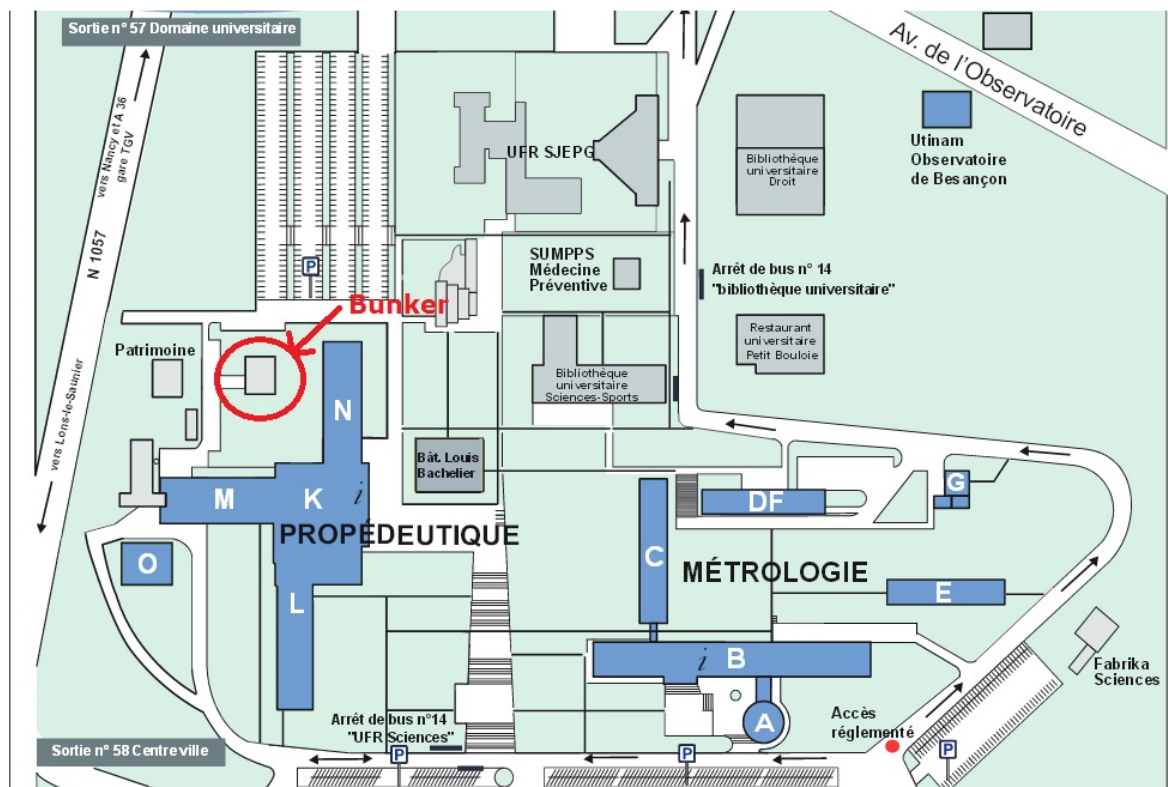 Sortie n° 57 Domaine universitaire
Av. de l'Observatoire
vers Nancy et A 36
gare TGV
N 1057
vers Lons-le-Saunier
UFR SJEPG
Bibliothèque
universitaire
Droit
Utinam
Observatoire
de Besançon
SUMPPS
Médecine
Préventive
Arrêt de bus n° 14
"bibliothèque universitaire"
P
Bunker
Patrimoine
Restaurant
universitaire
Petit Bouloie
Bibliothèque
universitaire
Sciences-Sports
N
Bât. Louis
Bachelier
M
K
i
G
DF
PROPÉDEUTIQUE
C
MÉTROLOGIE
O
L
E
i
B
Fabrika
Sciences
A
Accès
réglementé
Arrêt de bus n°14
"UFR Sciences"
Sortie n° 58 Centreville
P
P
P